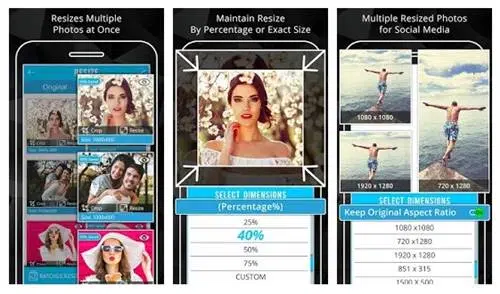 Resizes Multiple
Photos at Once
RESIZE
Original
Crop
Resize
Crop
Resize
Maintain Resize
By Percentage or Exact Size
SELECT DIMENSIONS
(Percentage%)
25%
40%
50%
75%
CUSTOM
Multiple Resized Photos
for Social Media
1080 x 1080
1920 x 1280
720 x 1280
SELECT DIMENSIONS
Keep Original Aspect Ratio
1080 x1080
720 x1280
1920 x 1280
851 x 315
1500 X 500